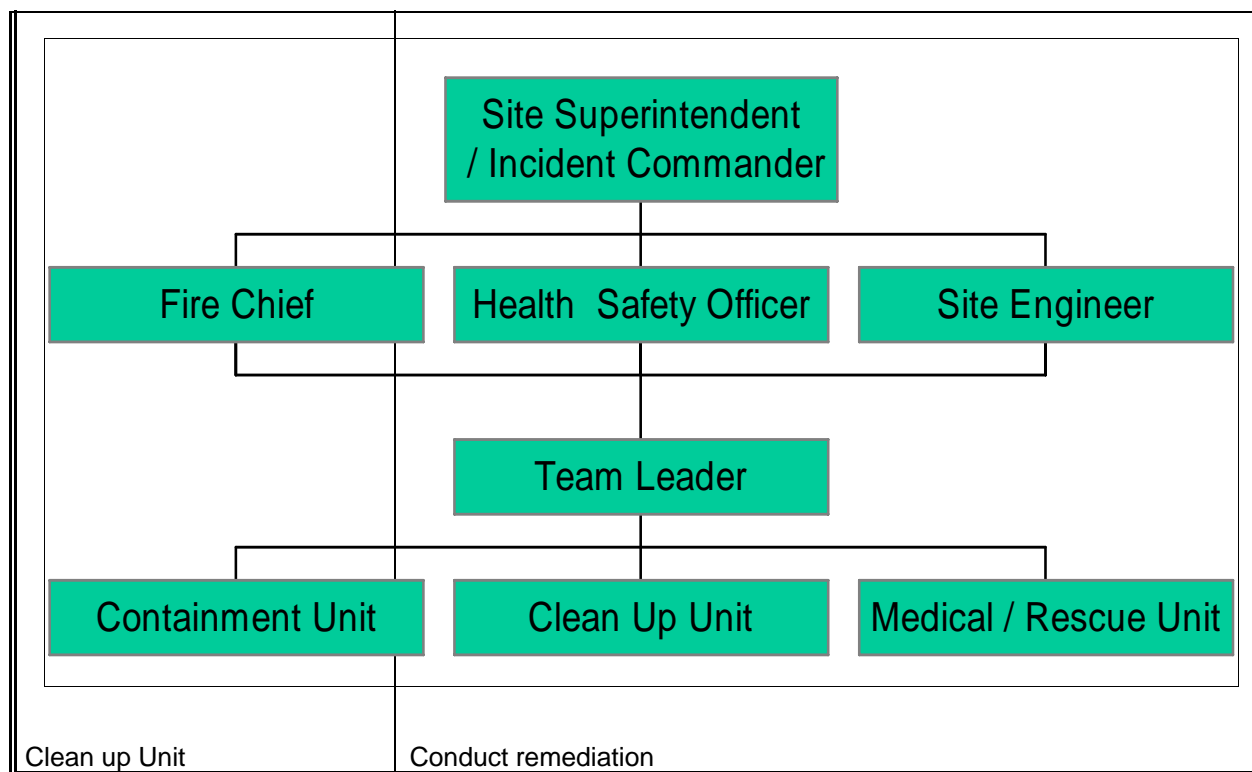 Site Superintendent
/ Incident Commander
Fire Chief
Health  Safety Officer
Site Engineer
Team Leader
Containment Unit
Clean Up Unit
Medical / Rescue Unit
Clean up Unit
Conduct remediation